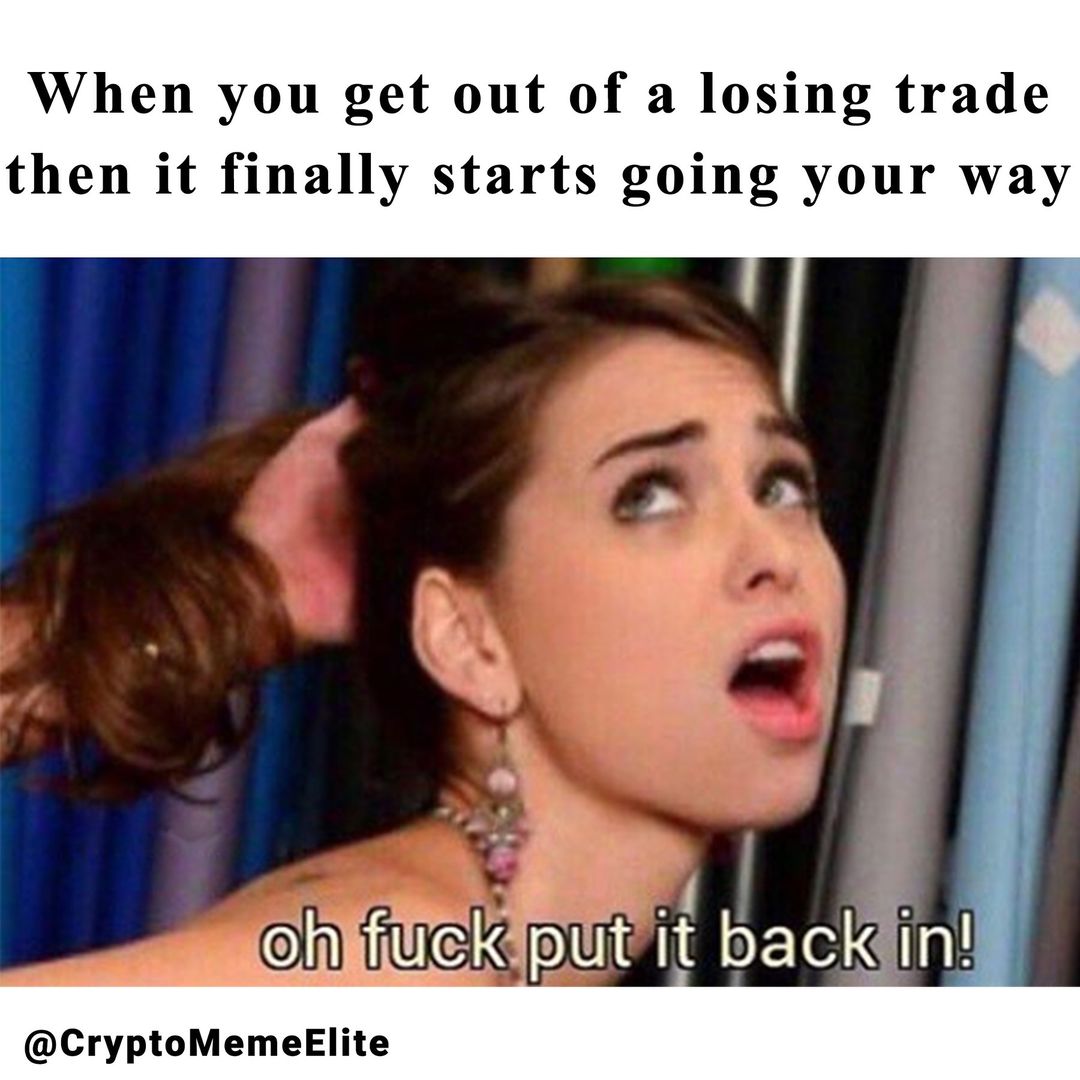 When you get out of a losing trade
then it finally starts going your way
oh fuck put it back in!
@CryptoMemeElite